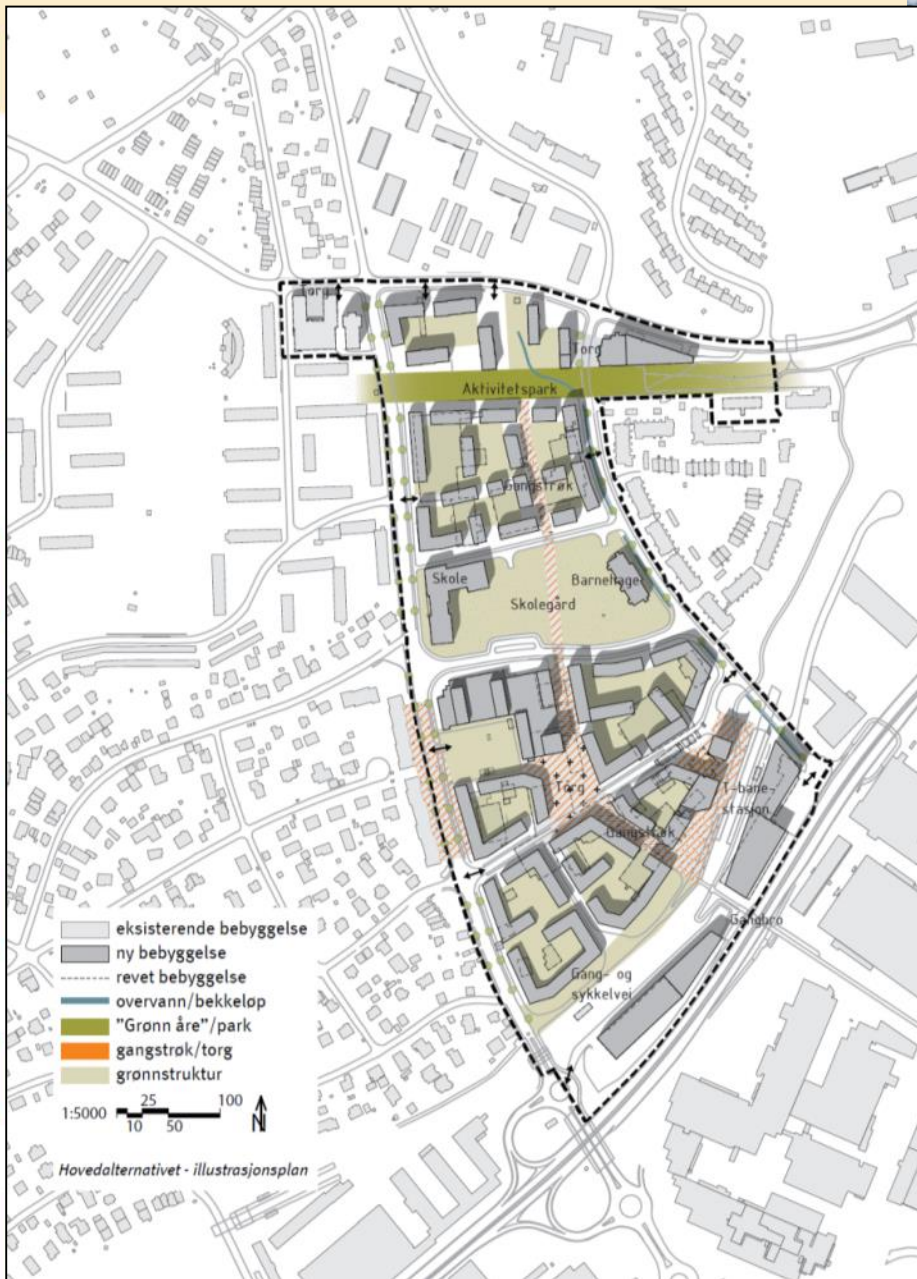 Torg
Torg
Aktivitetspark
Gangstrøk
Skole
Barnehage
Skolegård
Torg
T-bane-
stasjon
Gangstrøk
Gangbro
Gang- og
sykkelvei
eksisterende bebyggelse
ny bebyggelse
revet bebyggelse
overvann/bekkeløp
"Grønn åre"/park
gangstrøk/torg
grønnstruktur
1:5000
25 100
10 50
N
Hovedalternativet - illustrasjonsplan